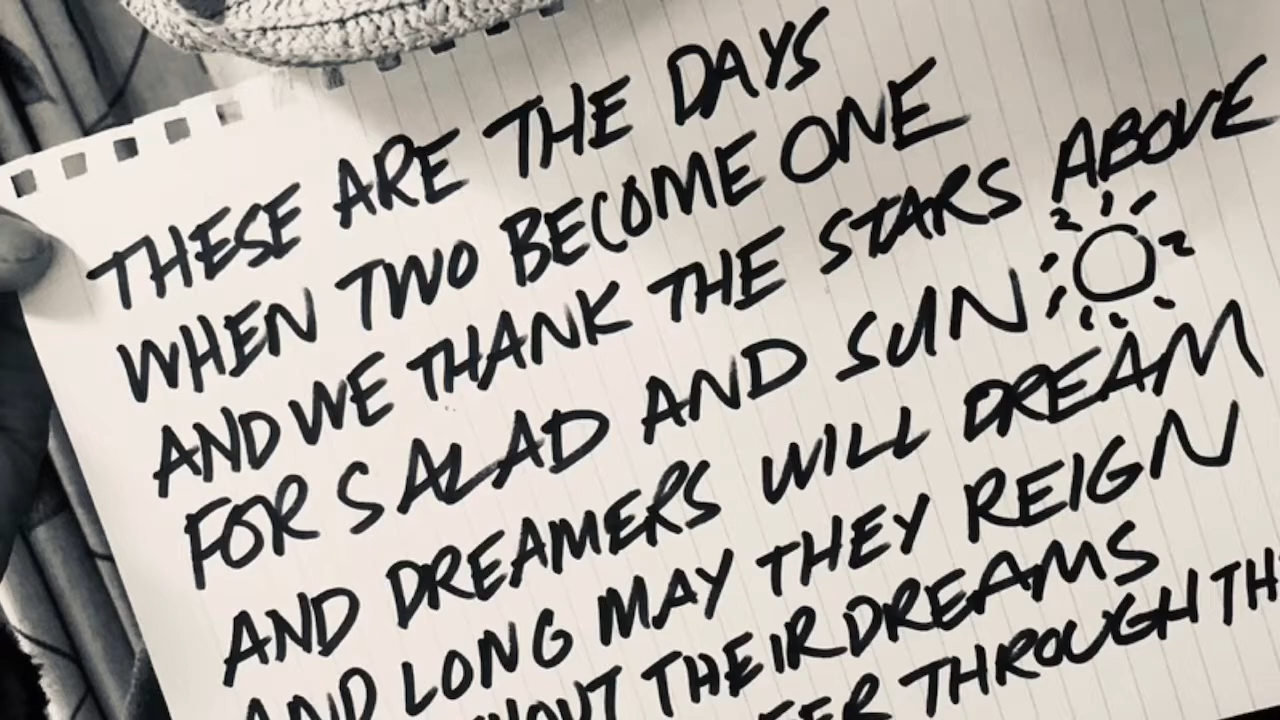 THESE ARE THE DAYS
WHEN TWO BECOME ONE
AND WE THANK THE STARS ABOVE
FOR SALAD AND SUN
AND DREAMERS WILL DREAM
AND LONG MAY THEY REIGN
THEIR DREAMS
THROUGH